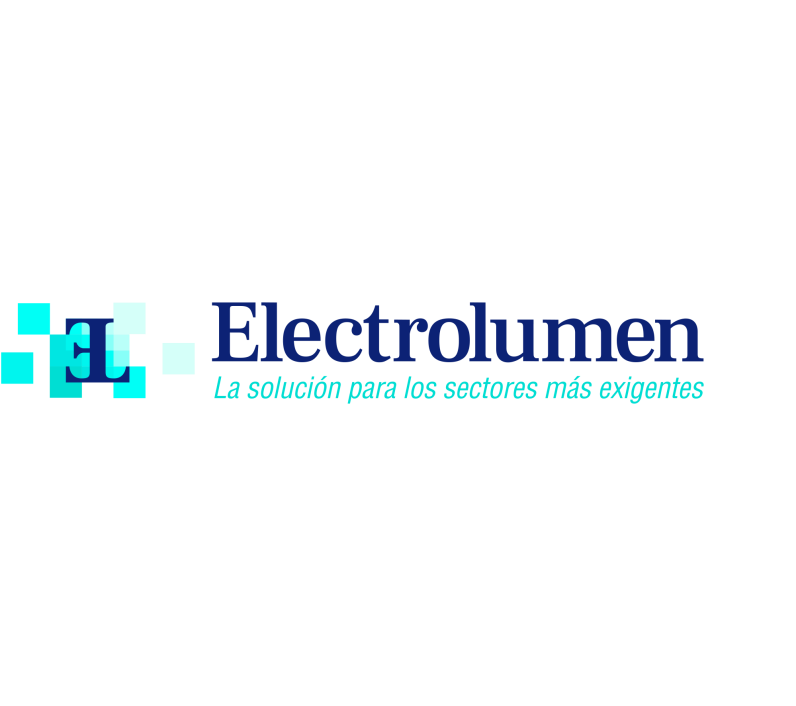 EL
Electrolumen
La solución para los sectores más exigentes